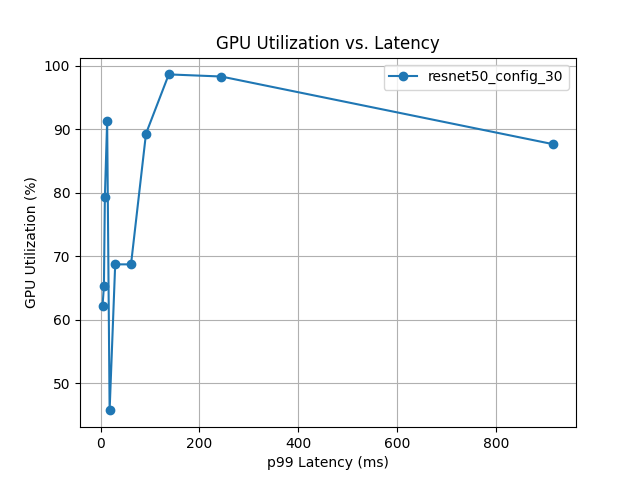 GPU Utilization vs. Latency
resnet50_config_30
100
90
80
70
60
50
GPU Utilization (%)
0 200 400 600 800
p99 Latency (ms)